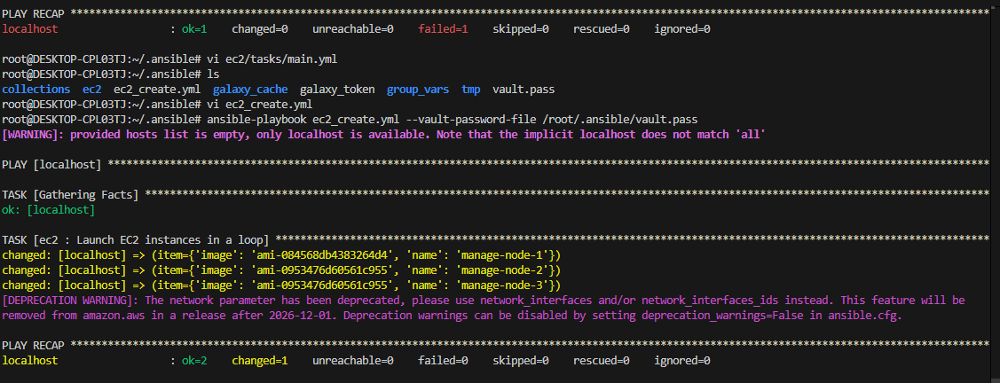 PLAY RECAP *****************************************************************************************************************************************************
localhost                  : ok=1    changed=0    unreachable=0    failed=1    skipped=0    rescued=0    ignored=0
root@DESKTOP-CPL03TJ:~/.ansible# vi ec2/tasks/main.yml
root@DESKTOP-CPL03TJ:~/.ansible# ls
collections  ec2  ec2_create.yml  galaxy_cache  galaxy_token  group_vars  tmp  vault.pass
root@DESKTOP-CPL03TJ:~/.ansible# vi ec2_create.yml
root@DESKTOP-CPL03TJ:~/.ansible# ansible-playbook ec2_create.yml --vault-password-file /root/.ansible/vault.pass
[WARNING]: provided hosts list is empty, only localhost is available. Note that the implicit localhost does not match 'all'
PLAY [localhost] ***********************************************************************************************************************************************
TASK [Gathering Facts] *****************************************************************************************************************************************
ok: [localhost]
TASK [ec2 : Launch EC2 instances in a loop] ********************************************************************************************************************
changed: [localhost] => (item={'image': 'ami-084568db4383264d4', 'name': 'manage-node-1'})
changed: [localhost] => (item={'image': 'ami-0953476d60561c955', 'name': 'manage-node-2'})
changed: [localhost] => (item={'image': 'ami-0953476d60561c955', 'name': 'manage-node-3'})
[DEPRECATION WARNING]: The network parameter has been deprecated, please use network_interfaces and/or network_interfaces_ids instead. This feature will be
removed from amazon.aws in a release after 2026-12-01. Deprecation warnings can be disabled by setting deprecation_warnings=False in ansible.cfg.
PLAY RECAP *****************************************************************************************************************************************************
localhost                  : ok=2    changed=1    unreachable=0    failed=0    skipped=0    rescued=0    ignored=0